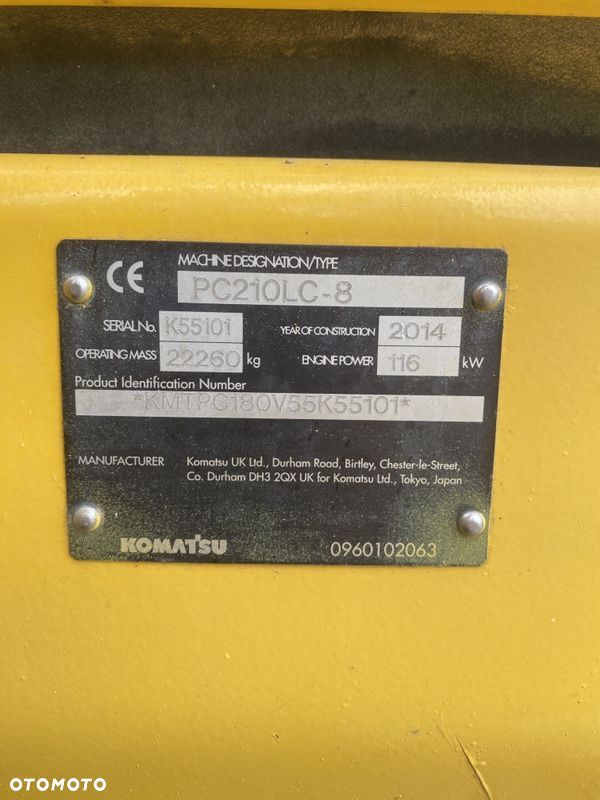 CE
MACHINE DESIGNATION/TYPE
PC210LC-8
SERIAL No. K55101 YEAR OF CONSTRUCTION 2014
OPERATING MASS 22260 kg ENGINE POWER 116 kW
Product Identification Number
*KMTPC180V55K55101*
MANUFACTURER Komatsu UK Ltd., Durham Road, Birtley, Chester-le-Street,
Co. Durham DH3 2QX UK for Komatsu Ltd., Tokyo, Japan
KOMATSU 0960102063
OTOMOTO